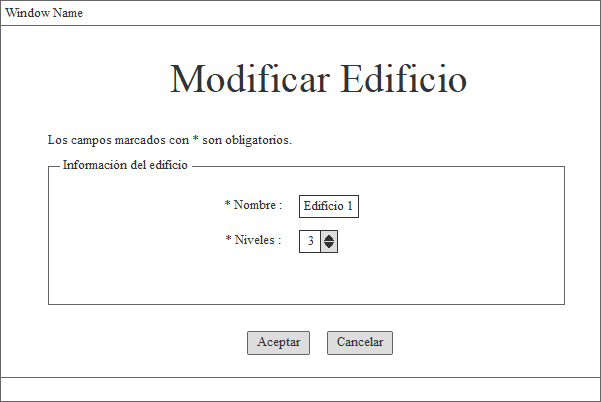 Window Name
Modificar Edificio
Los campos marcados con * son obligatorios.
Información del edificio
* Nombre : Edificio 1
* Niveles : 3
Aceptar Cancelar